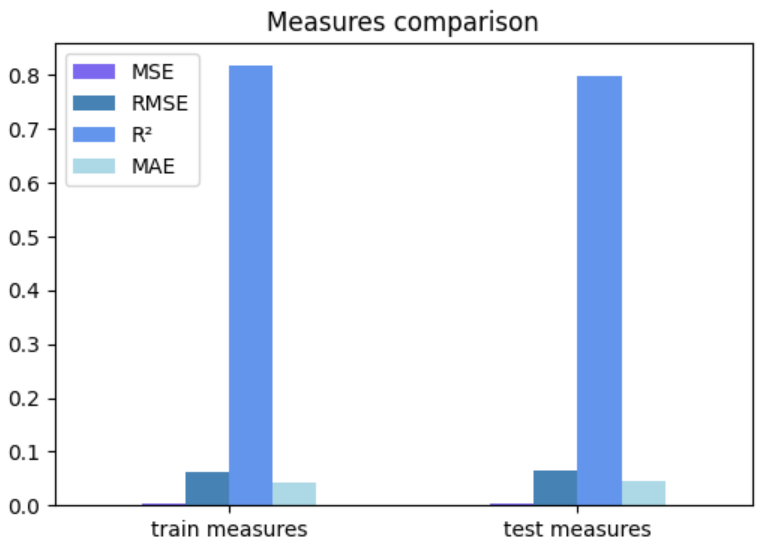 Measures comparison
MSE
RMSE
R²
MAE
0.8
0.7
0.6
0.5
0.4
0.3
0.2
0.1
0.0
train measures
test measures